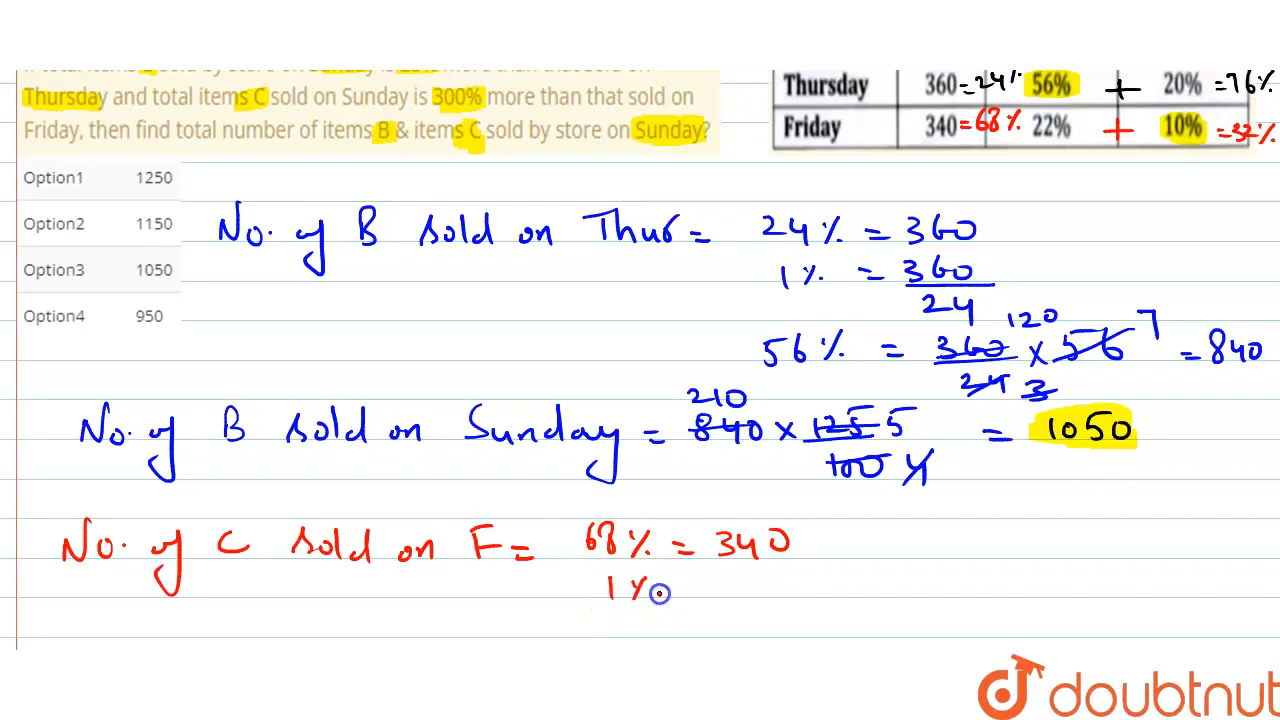 Thursday and total items C sold on Sunday is 300% more than that sold on
Friday, then find total number of items B & items C sold by store on Sunday?
Thursday 360 =24% 56% + 20% =76%
Friday 340 =68% 22% + 10% =32%
Option1 1250
Option2 1150
Option3 1050
Option4 950
No. of B sold on Thur = 24% = 360
1% = 360
24
56% = 360 120 × 56 7 = 840
24 3
No. of B sold on Sunday = 840 210 × 125 5 = 1050
100 4
No. of C sold on F = 68% = 340
1%
doubtnut